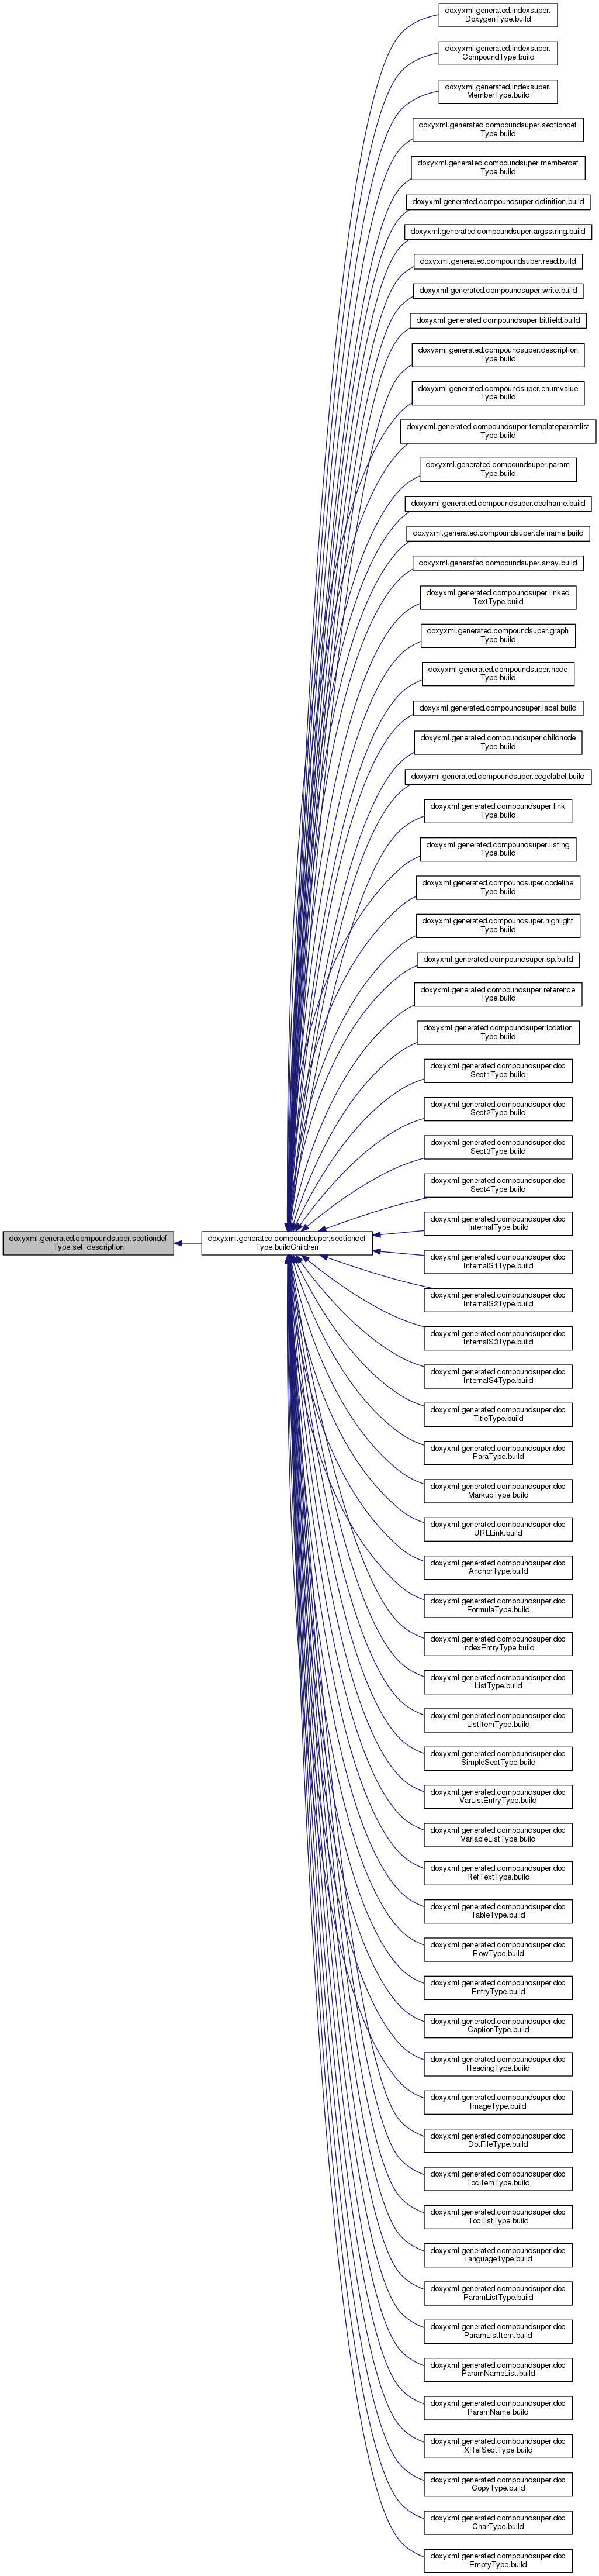 doxyxml.generated.indexsuper.
DoxygenType.build
doxyxml.generated.indexsuper.
CompoundType.build
doxyxml.generated.indexsuper.
MemberType.build
doxyxml.generated.compoundsuper.sectiondef
Type.build
doxyxml.generated.compoundsuper.memberdef
Type.build
doxyxml.generated.compoundsuper.definition.build
doxyxml.generated.compoundsuper.argsstring.build
doxyxml.generated.compoundsuper.read.build
doxyxml.generated.compoundsuper.write.build
doxyxml.generated.compoundsuper.bitfield.build
doxyxml.generated.compoundsuper.description
Type.build
doxyxml.generated.compoundsuper.enumvalue
Type.build
doxyxml.generated.compoundsuper.templateparamlist
Type.build
doxyxml.generated.compoundsuper.param
Type.build
doxyxml.generated.compoundsuper.declname.build
doxyxml.generated.compoundsuper.defname.build
doxyxml.generated.compoundsuper.array.build
doxyxml.generated.compoundsuper.linked
TextType.build
doxyxml.generated.compoundsuper.graph
Type.build
doxyxml.generated.compoundsuper.node
Type.build
doxyxml.generated.compoundsuper.label.build
doxyxml.generated.compoundsuper.childnode
Type.build
doxyxml.generated.compoundsuper.edgelabel.build
doxyxml.generated.compoundsuper.link
Type.build
doxyxml.generated.compoundsuper.listing
Type.build
doxyxml.generated.compoundsuper.codeline
Type.build
doxyxml.generated.compoundsuper.highlight
Type.build
doxyxml.generated.compoundsuper.sp.build
doxyxml.generated.compoundsuper.reference
Type.build
doxyxml.generated.compoundsuper.location
Type.build
doxyxml.generated.compoundsuper.doc
Sect1Type.build
doxyxml.generated.compoundsuper.doc
Sect2Type.build
doxyxml.generated.compoundsuper.doc
Sect3Type.build
doxyxml.generated.compoundsuper.doc
Sect4Type.build
doxyxml.generated.compoundsuper.doc
InternalType.build
doxyxml.generated.compoundsuper.sectiondef
Type.set_description
doxyxml.generated.compoundsuper.sectiondef
Type.buildChildren
doxyxml.generated.compoundsuper.doc
InternalS1Type.build
doxyxml.generated.compoundsuper.doc
InternalS2Type.build
doxyxml.generated.compoundsuper.doc
InternalS3Type.build
doxyxml.generated.compoundsuper.doc
InternalS4Type.build
doxyxml.generated.compoundsuper.doc
TitleType.build
doxyxml.generated.compoundsuper.doc
ParaType.build
doxyxml.generated.compoundsuper.doc
MarkupType.build
doxyxml.generated.compoundsuper.doc
URLLink.build
doxyxml.generated.compoundsuper.doc
AnchorType.build
doxyxml.generated.compoundsuper.doc
FormulaType.build
doxyxml.generated.compoundsuper.doc
IndexEntryType.build
doxyxml.generated.compoundsuper.doc
ListType.build
doxyxml.generated.compoundsuper.doc
ListItemType.build
doxyxml.generated.compoundsuper.doc
SimpleSectType.build
doxyxml.generated.compoundsuper.doc
VarListEntryType.build
doxyxml.generated.compoundsuper.doc
VariableListType.build
doxyxml.generated.compoundsuper.doc
RefTextType.build
doxyxml.generated.compoundsuper.doc
TableType.build
doxyxml.generated.compoundsuper.doc
RowType.build
doxyxml.generated.compoundsuper.doc
EntryType.build
doxyxml.generated.compoundsuper.doc
CaptionType.build
doxyxml.generated.compoundsuper.doc
HeadingType.build
doxyxml.generated.compoundsuper.doc
ImageType.build
doxyxml.generated.compoundsuper.doc
DotFileType.build
doxyxml.generated.compoundsuper.doc
TocItemType.build
doxyxml.generated.compoundsuper.doc
TocListType.build
doxyxml.generated.compoundsuper.doc
LanguageType.build
doxyxml.generated.compoundsuper.doc
ParamListType.build
doxyxml.generated.compoundsuper.doc
ParamListItem.build
doxyxml.generated.compoundsuper.doc
ParamNameList.build
doxyxml.generated.compoundsuper.doc
ParamName.build
doxyxml.generated.compoundsuper.doc
XRefSectType.build
doxyxml.generated.compoundsuper.doc
CopyType.build
doxyxml.generated.compoundsuper.doc
CharType.build
doxyxml.generated.compoundsuper.doc
EmptyType.build